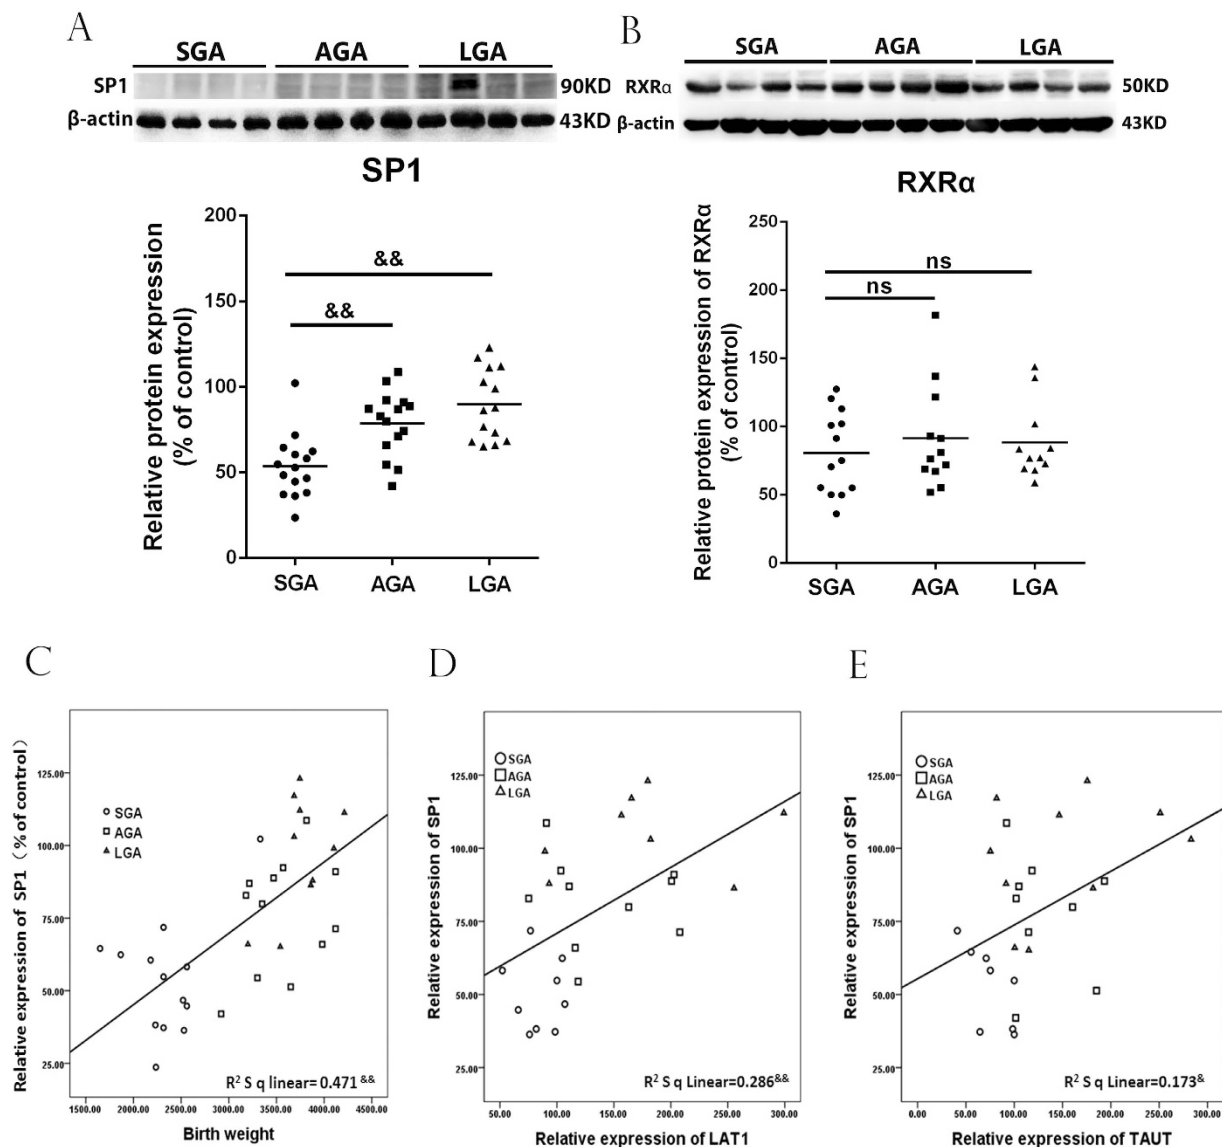 A
SGA AGA LGA
SP1 90KD
β-actin 43KD
SP1
Relative protein expression
(% of control)
200
150
100
50
0
&&
&&
SGA AGA LGA
B
SGA AGA LGA
RXRα 50KD
β-actin 43KD
RXRα
Relative protein expression of RXRα
(% of control)
250
200
150
100
50
0
ns
ns
SGA AGA LGA
C
Relative expression of SP1 (% of control)
125.00
100.00
75.00
50.00
25.00
SGA
AGA
LGA
R² S q linear= 0.471 &&
1500.00 2000.00 2500.00 3000.00 3500.00 4000.00 4500.00
Birth weight
D
Relative expression of SP1
125.00
100.00
75.00
50.00
25.00
SGA
AGA
LGA
R² S q Linear=0.286&&
50.00 100.00 150.00 200.00 250.00 300.00
Relative expression of LAT1
E
Relative expression of SP1
125.00
100.00
75.00
50.00
25.00
SGA
AGA
LGA
R² S q Linear=0.173&
0.00 50.00 100.00 150.00 200.00 250.00 300.00
Relative expression of TAUT